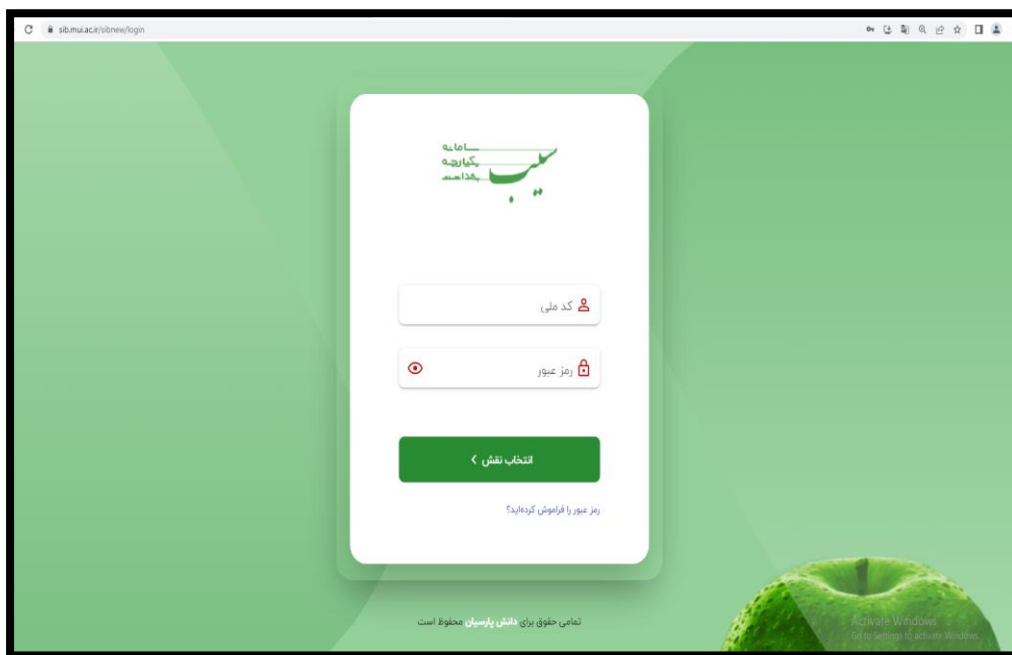 sib.mui.ac.ir/sibnew/login
سامانه
یکپارچه
بهداشت
سیب
کد ملی
رمز عبور
انتخاب نقش
رمز عبور را فراموش کرده‌اید؟
تمامی حقوق برای دانش پارسیان محفوظ است
Activate Windows
Go to Settings to activate Windows.